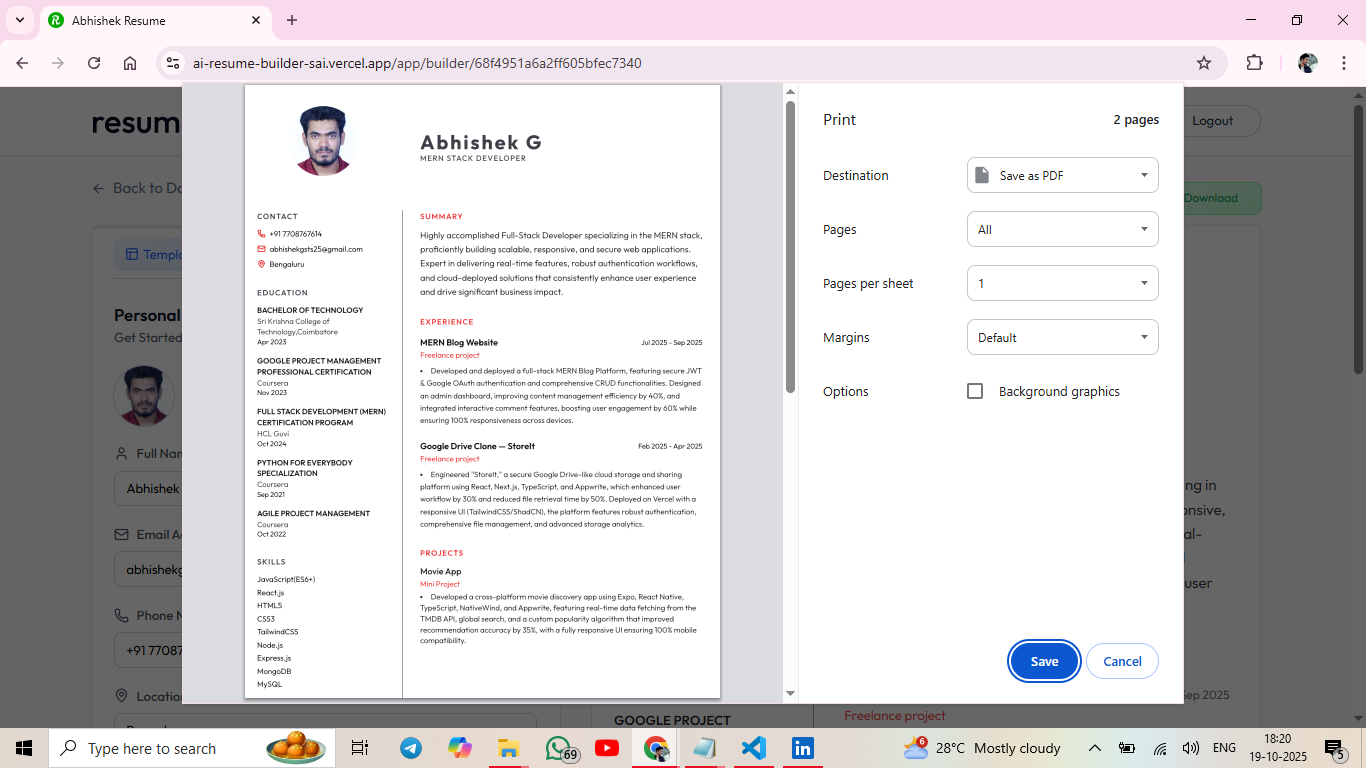 Abhishek Resume
ai-resume-builder-sai.vercel.app/app/builder/68f4951a6a2ff605bfec7340
resum
Logout
Back to Da
Download
Templa
Personal
Get Started
Full Nam
Abhishek
Email Ad
abhishekg
Phone N
+91 77087
Location
Abhishek G
MERN STACK DEVELOPER
CONTACT
+91 7708767614
abhishekgsts25@gmail.com
Bengaluru
EDUCATION
BACHELOR OF TECHNOLOGY
Sri Krishna College of
Technology,Coimbatore
Apr 2023
GOOGLE PROJECT MANAGEMENT
PROFESSIONAL CERTIFICATION
Coursera
Nov 2023
FULL STACK DEVELOPMENT (MERN)
CERTIFICATION PROGRAM
HCL Guvi
Oct 2024
PYTHON FOR EVERYBODY
SPECIALIZATION
Coursera
Sep 2021
AGILE PROJECT MANAGEMENT
Coursera
Oct 2022
SKILLS
JavaScript(ES6+)
React.js
HTML5
CSS3
TailwindCSS
Node.js
Express.js
MongoDB
MySQL
SUMMARY
Highly accomplished Full-Stack Developer specializing in the MERN stack,
proficiently building scalable, responsive, and secure web applications.
Expert in delivering real-time features, robust authentication workflows,
and cloud-deployed solutions that consistently enhance user experience
and drive significant business impact.
EXPERIENCE
MERN Blog Website Jul 2025 - Sep 2025
Freelance project
• Developed and deployed a full-stack MERN Blog Platform, featuring secure JWT
& Google OAuth authentication and comprehensive CRUD functionalities. Designed
an admin dashboard, improving content management efficiency by 40%, and
integrated interactive comment features, boosting user engagement by 60% while
ensuring 100% responsiveness across devices.
Google Drive Clone — StoreIt Feb 2025 - Apr 2025
Freelance project
• Engineered "StoreIt," a secure Google Drive-like cloud storage and sharing
platform using React, Next.js, TypeScript, and Appwrite, which enhanced user
workflow by 30% and reduced file retrieval time by 50%. Deployed on Vercel with a
responsive UI (TailwindCSS/ShadCN), the platform features robust authentication,
comprehensive file management, and advanced storage analytics.
PROJECTS
Movie App
Mini Project
• Developed a cross-platform movie discovery app using Expo, React Native,
TypeScript, NativeWind, and Appwrite, featuring real-time data fetching from the
TMDB API, global search, and a custom popularity algorithm that improved
recommendation accuracy by 35%, with a fully responsive UI ensuring 100% mobile
compatibility.
Print 2 pages
Destination Save as PDF
Pages All
Pages per sheet 1
Margins Default
Options Background graphics
Save Cancel
ing in
onsive,
al-
user
Sep 2025
GOOGLE PROJECT
Freelance project
Type here to search
69
6
28°C Mostly cloudy
ENG
18:20
19-10-2025
5